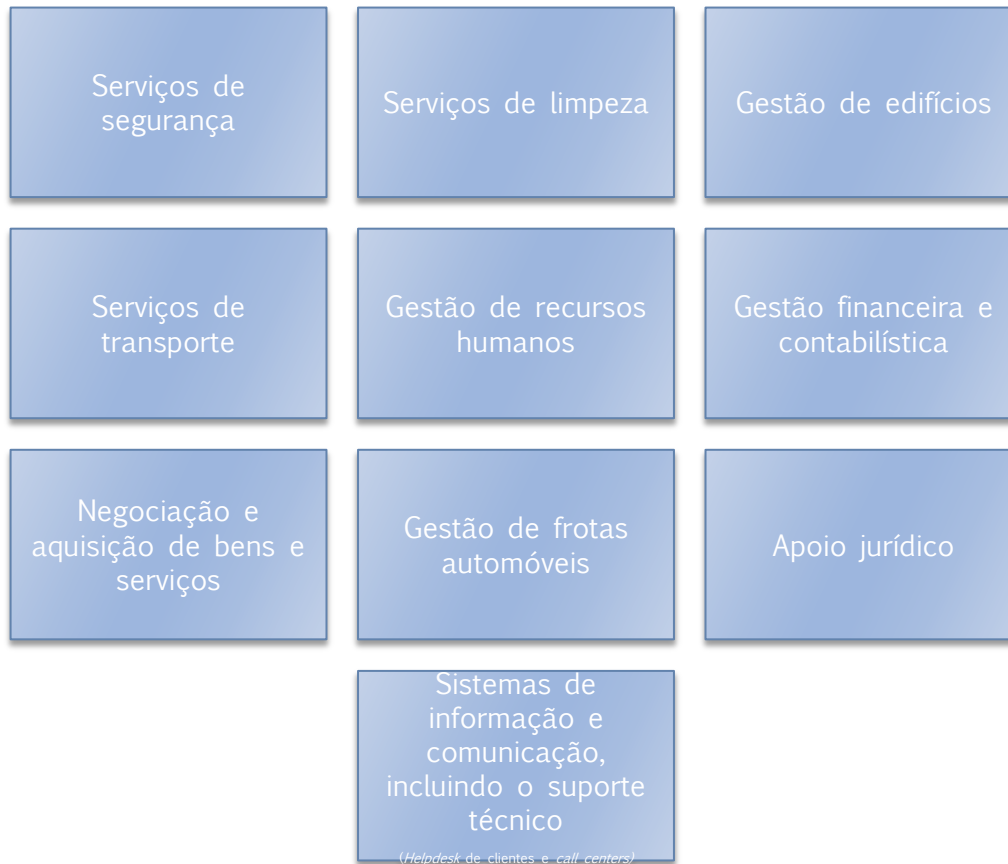 Serviços de
segurança
Serviços de limpeza
Gestão de edifícios
Serviços de
transporte
Gestão de recursos
humanos
Gestão financeira e
contabilística
Negociação e
aquisição de bens e
serviços
Gestão de frotas
automóveis
Apoio jurídico
Sistemas de
informação e
comunicação,
incluindo o suporte
técnico
(Helpdesk de clientes e call centers)